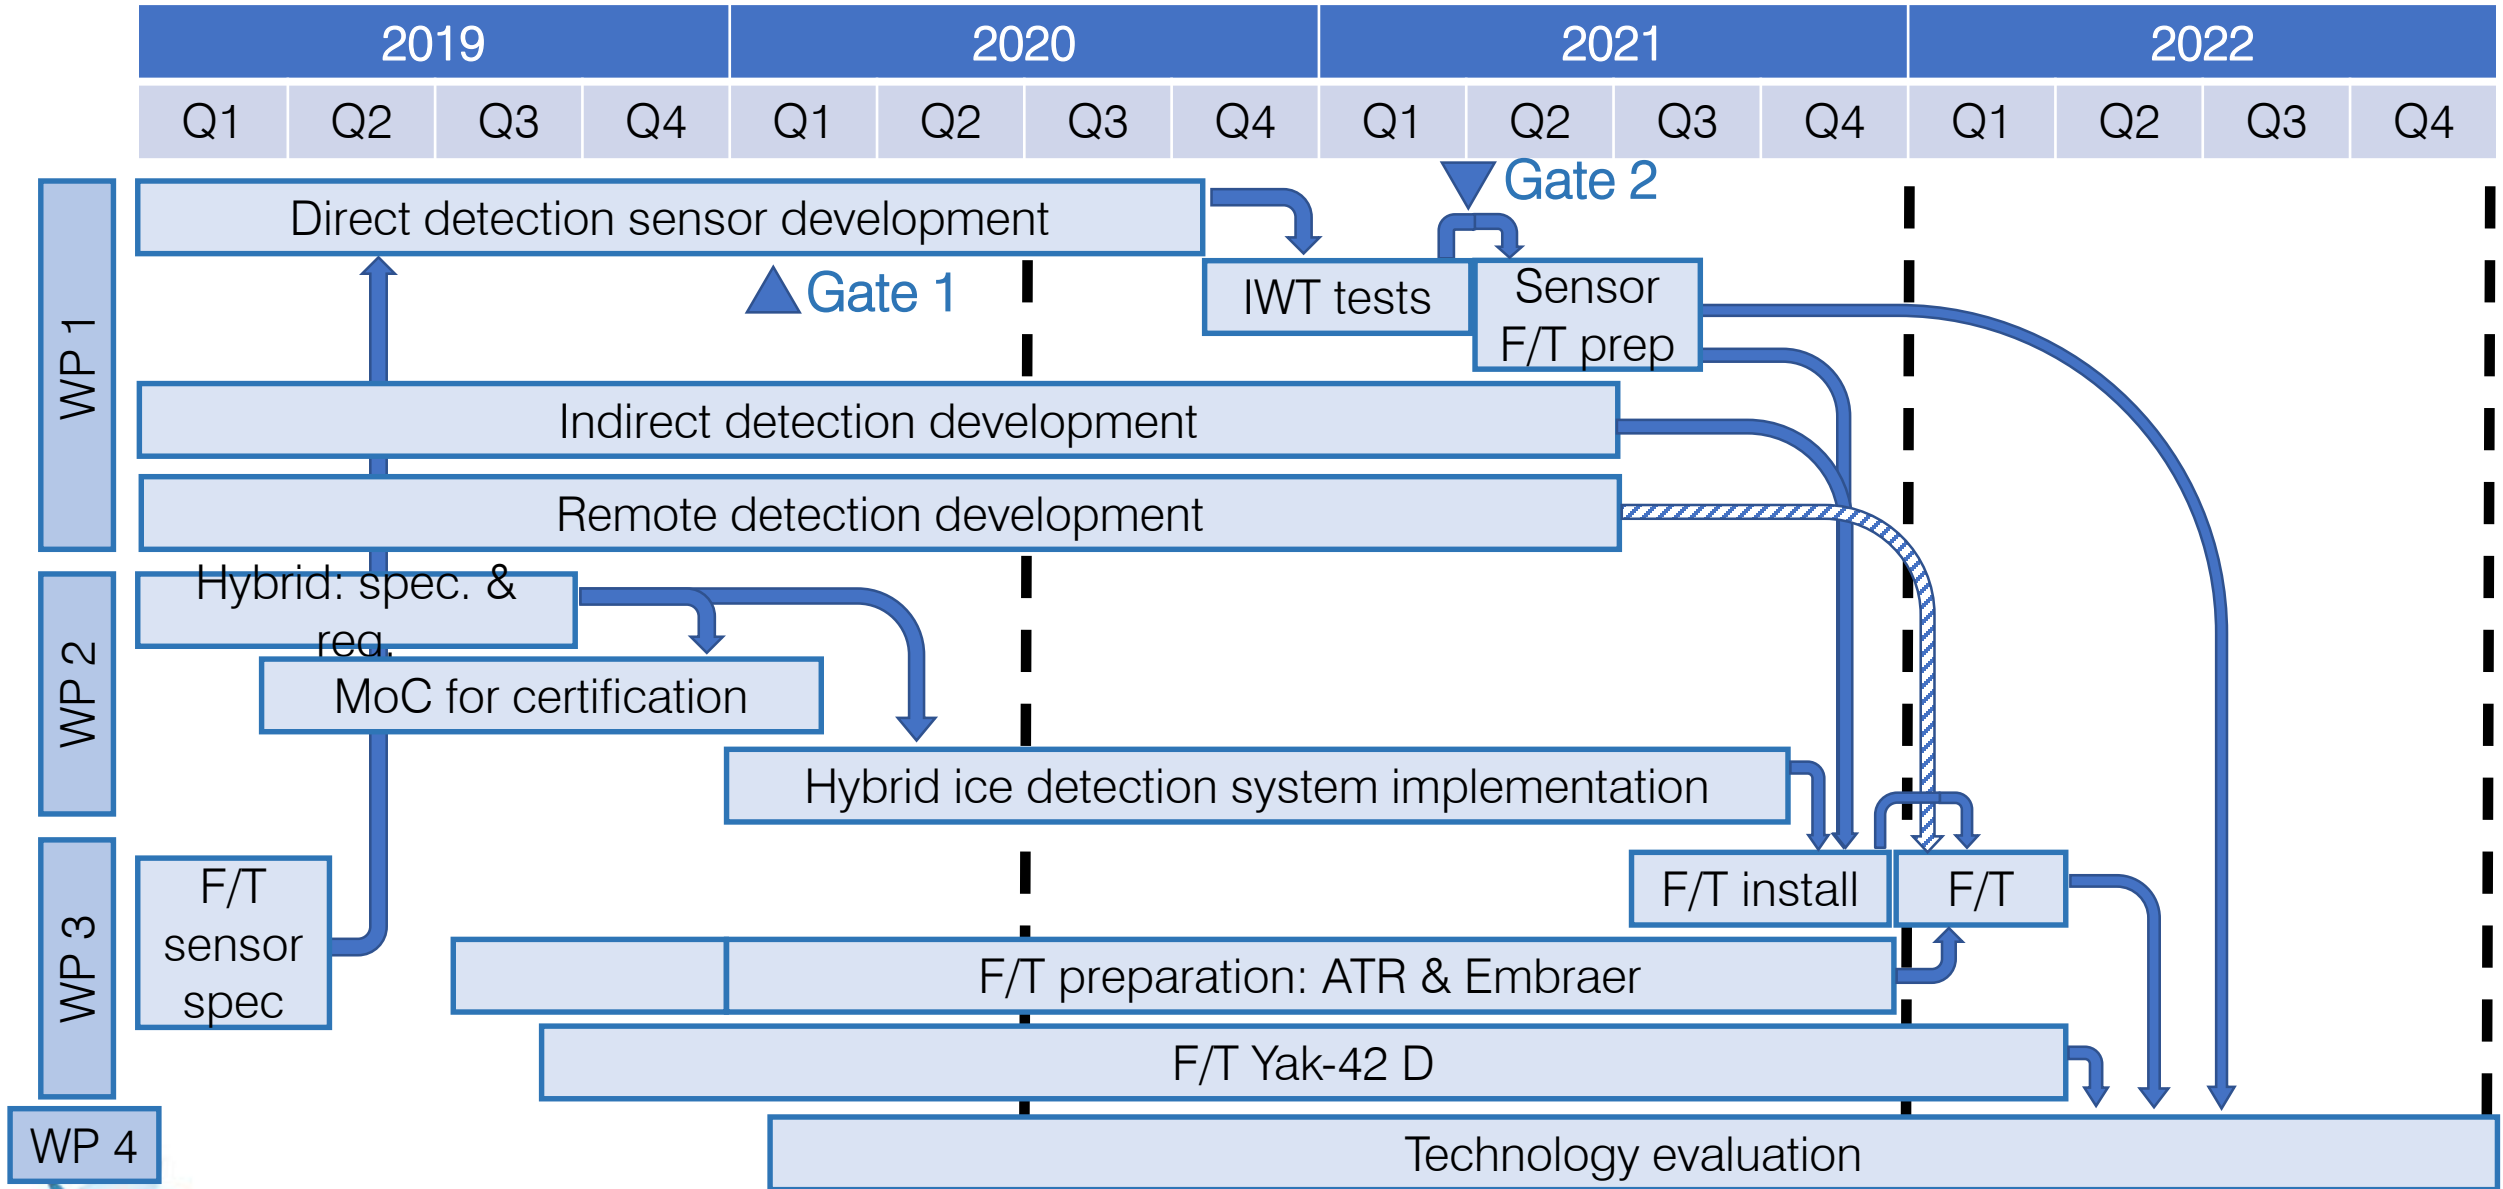 2019 2020 2021 2022
Q1 Q2 Q3 Q4 Q1 Q2 Q3 Q4 Q1 Q2 Q3 Q4 Q1 Q2 Q3 Q4
WP 1
Direct detection sensor development
Gate 1
Gate 2
IWT tests
Sensor
F/T prep
Indirect detection development
Remote detection development
WP 2
Hybrid: spec. &
req.
MoC for certification
Hybrid ice detection system implementation
WP 3
F/T
sensor
spec
F/T install
F/T
F/T preparation: ATR & Embraer
F/T Yak-42 D
WP 4
Technology evaluation